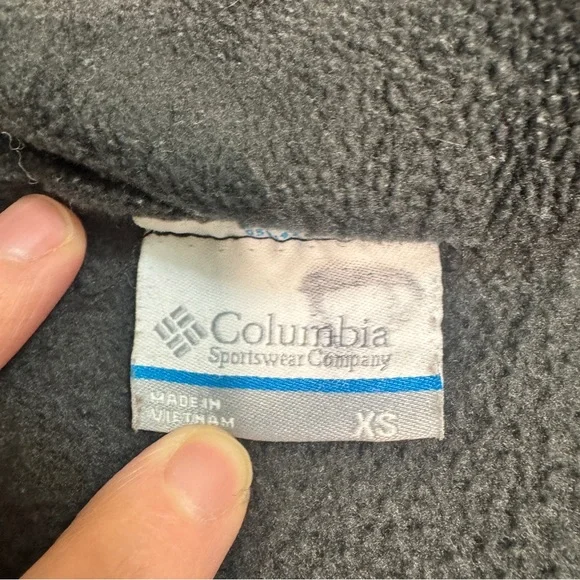 Columbia
Sportswear Company
MADE IN
VIETNAM
XS